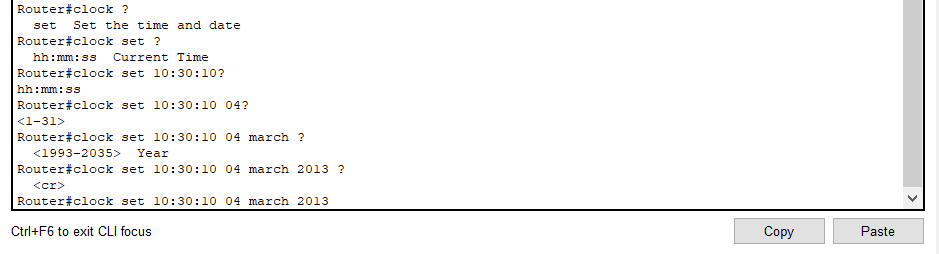 Router#clock ?
  set  Set the time and date
Router#clock set ?
  hh:mm:ss  Current Time
Router#clock set 10:30:10?
hh:mm:ss
Router#clock set 10:30:10 04?
<1-31>
Router#clock set 10:30:10 04 march ?
  <1993-2035>  Year
Router#clock set 10:30:10 04 march 2013 ?
  <cr>
Router#clock set 10:30:10 04 march 2013
Ctrl+F6 to exit CLI focus
Copy
Paste